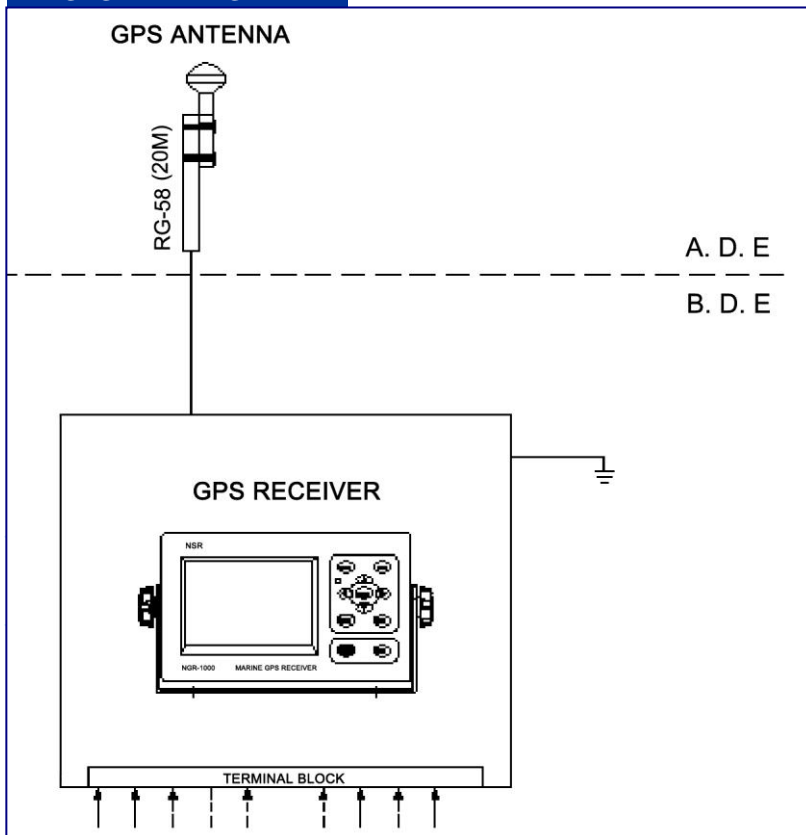 GPS ANTENNA
RG-58 (20M)
A. D. E
B. D. E
GPS RECEIVER
NSR
NGR-1000 MARINE GPS RECEIVER
TERMINAL BLOCK